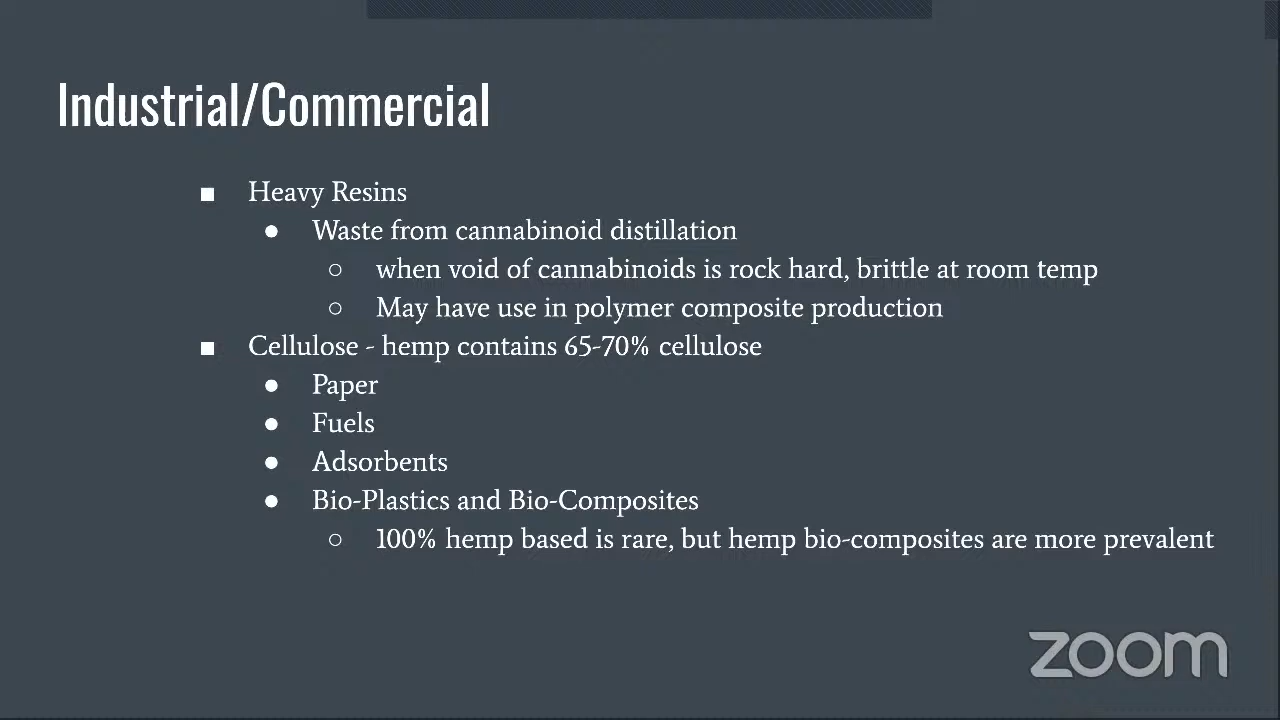 Industrial/Commercial
■ Heavy Resins
● Waste from cannabinoid distillation
○ when void of cannabinoids is rock hard, brittle at room temp
○ May have use in polymer composite production
■ Cellulose - hemp contains 65-70% cellulose
● Paper
● Fuels
● Adsorbents
● Bio-Plastics and Bio-Composites
○ 100% hemp based is rare, but hemp bio-composites are more prevalent
zoom